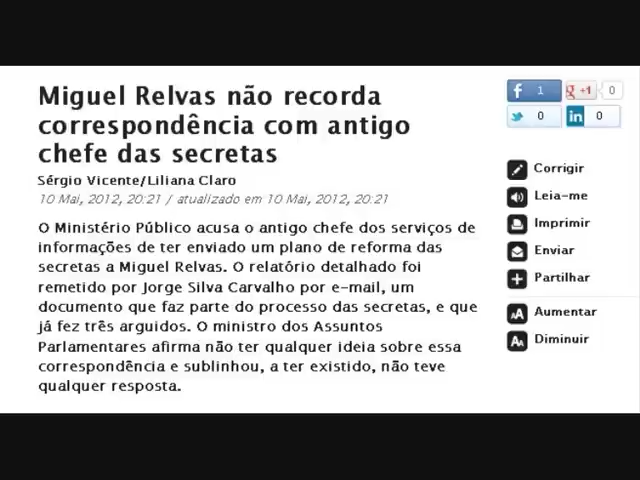 Miguel Relvas não recorda
correspondência com antigo
chefe das secretas
Sérgio Vicente/Liliana Claro
10 Mai, 2012, 20:21 / atualizado em 10 Mai, 2012, 20:21
O Ministério Público acusa o antigo chefe dos serviços de
informações de ter enviado um plano de reforma das
secretas a Miguel Relvas. O relatório detalhado foi
remetido por Jorge Silva Carvalho por e-mail, um
documento que faz parte do processo das secretas, e que
já fez três arguidos. O ministro dos Assuntos
Parlamentares afirma não ter qualquer ideia sobre essa
correspondência e sublinhou, a ter existido, não teve
qualquer resposta.
f 1 g +1 0
0 in 0
Corrigir
Leia-me
Imprimir
Enviar
Partilhar
AA Aumentar
AA Diminuir